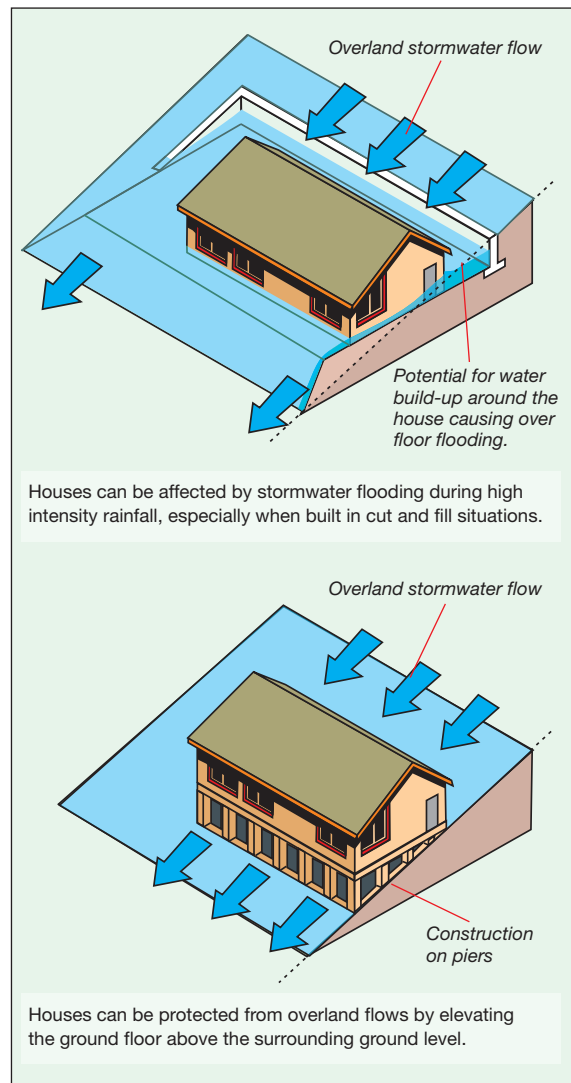 Overland stormwater flow
Potential for water
build-up around the
house causing over
floor flooding.
Houses can be affected by stormwater flooding during high
intensity rainfall, especially when built in cut and fill situations.
Overland stormwater flow
Construction
on piers
Houses can be protected from overland flows by elevating
the ground floor above the surrounding ground level.